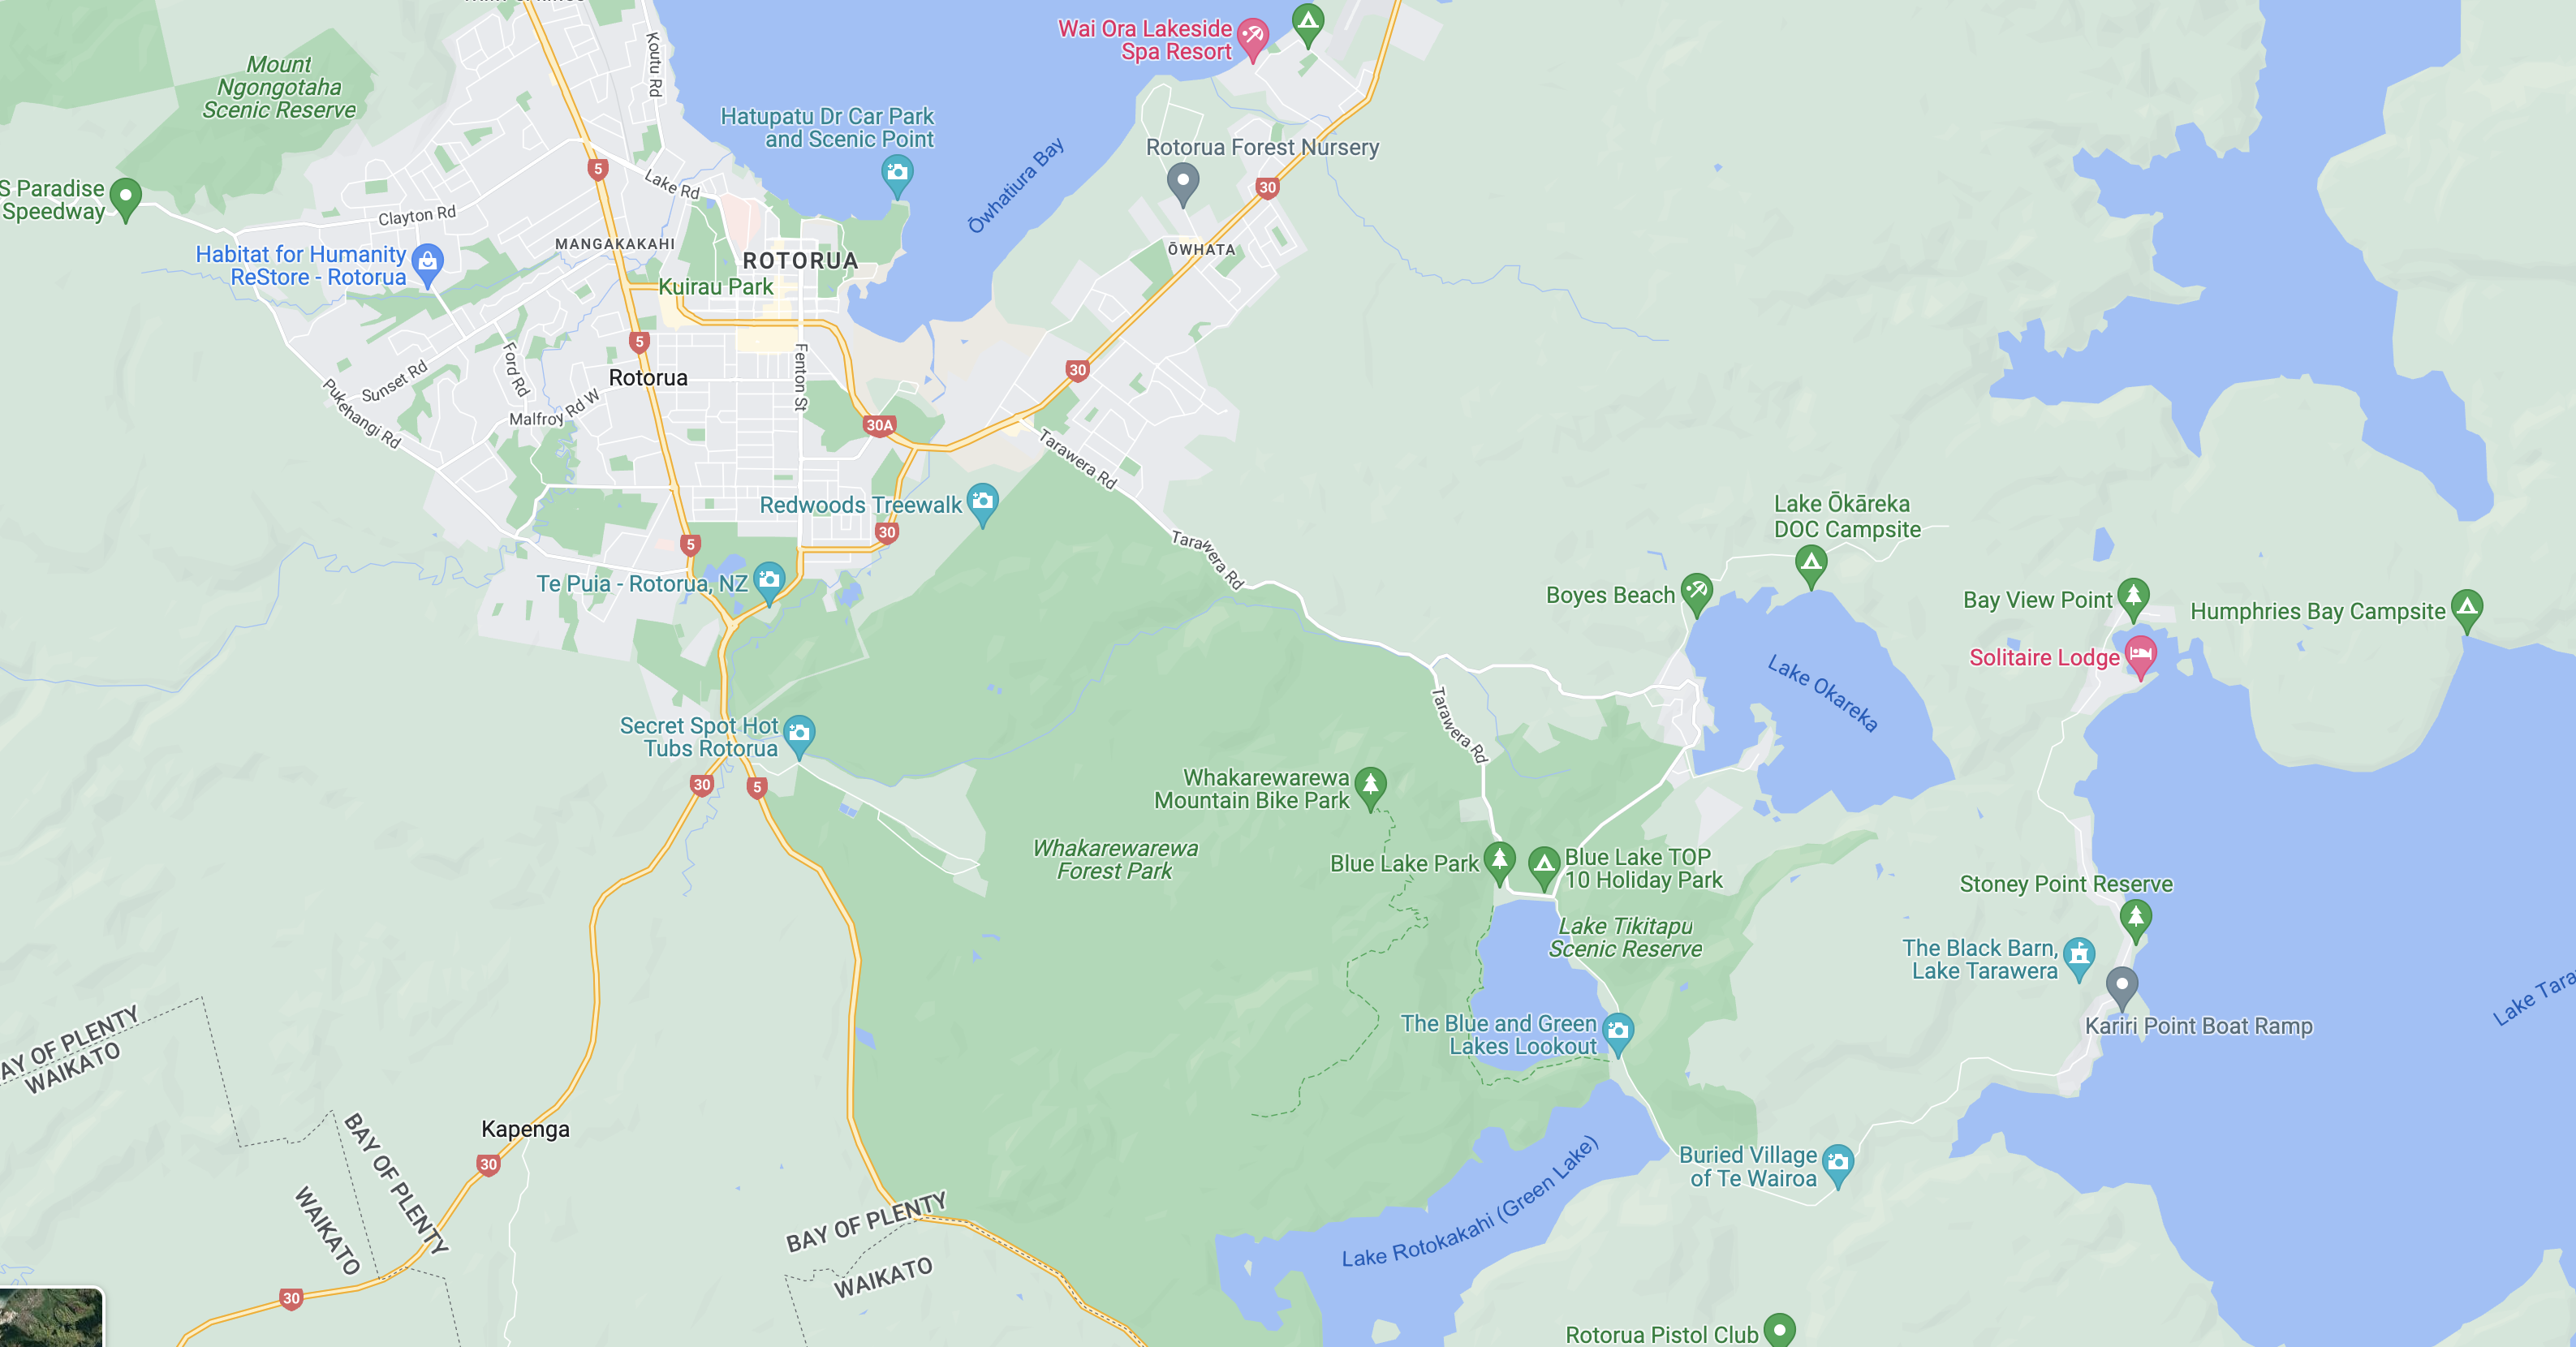 Koutu Rd
Wai Ora Lakeside
Spa Resort
Mount
Ngongotaha
Scenic Reserve
Hatupatu Dr Car Park
and Scenic Point
Ōwhatiura Bay
Rotorua Forest Nursery
5
Lake Rd
30
S Paradise
Speedway
Clayton Rd
MANGAKAKAHI
ŌWHATA
Habitat for Humanity
ReStore - Rotorua
ROTORUA
Kuirau Park
5
Rotorua
Fenton St
30
Ford Rd
Sunset Rd
Pukehangi Rd
Malfroy Rd W
30A
Tarawera Rd
Redwoods Treewalk
30
5
Tarawera Rd
Te Puia - Rotorua, NZ
Lake Ōkāreka
DOC Campsite
Boyes Beach
Bay View Point
Humphries Bay Campsite
Solitaire Lodge
Lake Okareka
Tarawera Rd
Secret Spot Hot
Tubs Rotorua
30
5
Whakarewarewa
Mountain Bike Park
Whakarewarewa
Forest Park
Blue Lake Park
Blue Lake TOP
10 Holiday Park
Stoney Point Reserve
Lake Tikitapu
Scenic Reserve
The Black Barn,
Lake Tarawera
Lake Tara
Kariri Point Boat Ramp
The Blue and Green
Lakes Lookout
AY OF PLENTY
WAIKATO
Kapenga
BAY OF PLENTY
WAIKATO
30
Buried Village
of Te Wairoa
Lake Rotokakahi (Green Lake)
BAY OF PLENTY
WAIKATO
30
Rotorua Pistol Club